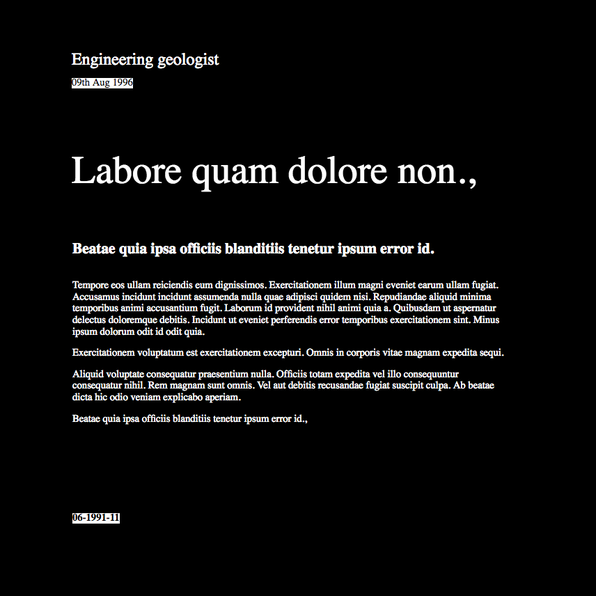 Engineering geologist
09th Aug 1996
Labore quam dolore non.,
Beatae quia ipsa officiis blanditiis tenetur ipsum error id.
Tempore eos ullam reiciendis eum dignissimos. Exercitationem illum magni eveniet earum ullam fugiat.
Accusamus incidunt incidunt assumenda nulla quae adipisci quidem nisi. Repudiandae aliquid minima
temporibus animi accusantium fugit. Laborum id provident nihil animi quia a. Quibusdam ut aspernatur
delectus doloremque debitis. Incidunt ut eveniet perferendis error temporibus exercitationem sint. Minus
ipsum dolorum odit id odit quia.
Exercitationem voluptatum est exercitationem excepturi. Omnis in corporis vitae magnam expedita sequi.
Aliquid voluptate consequatur praesentium nulla. Officiis totam expedita vel illo consequuntur
consequatur nihil. Rem magnam sunt omnis. Vel aut debitis recusandae fugiat suscipit culpa. Ab beatae
dicta hic odio veniam explicabo aperiam.
Beatae quia ipsa officiis blanditiis tenetur ipsum error id.,
06-1991-11